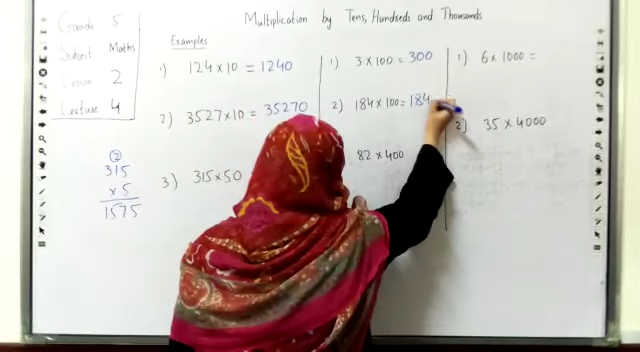 Multiplication by Tens, Hundreds and Thousands
Grade 5
Subject Maths
Lesson 2
Lecture 4
Examples
1) 124 × 10 = 1240
2) 3527 × 10 = 35270
3) 315 × 50
2
315
× 5
1575
1) 3 × 100 = 300
2) 184 × 100 = 184
82 × 400
1) 6 × 1000 =
2) 35 × 4000